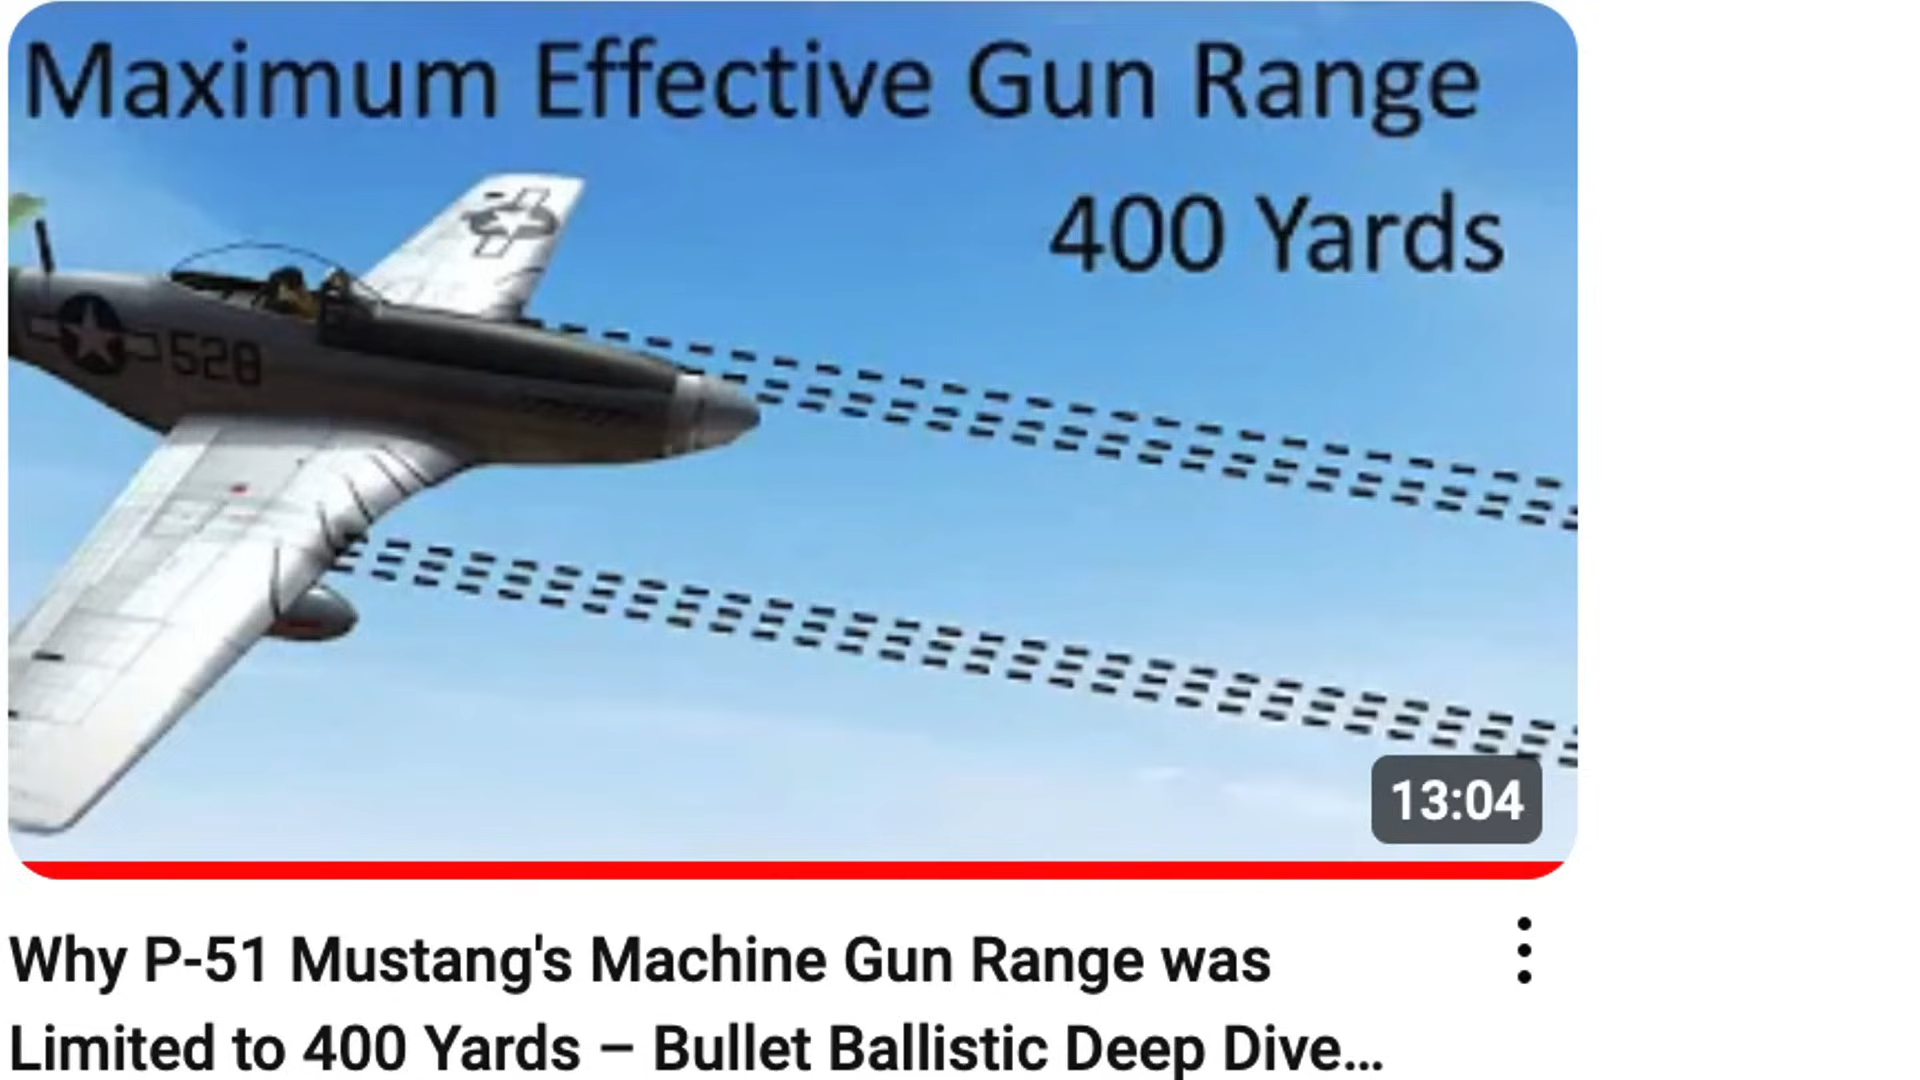 Maximum Effective Gun Range
400 Yards
528
13:04
Why P-51 Mustang's Machine Gun Range was
Limited to 400 Yards – Bullet Ballistic Deep Dive...